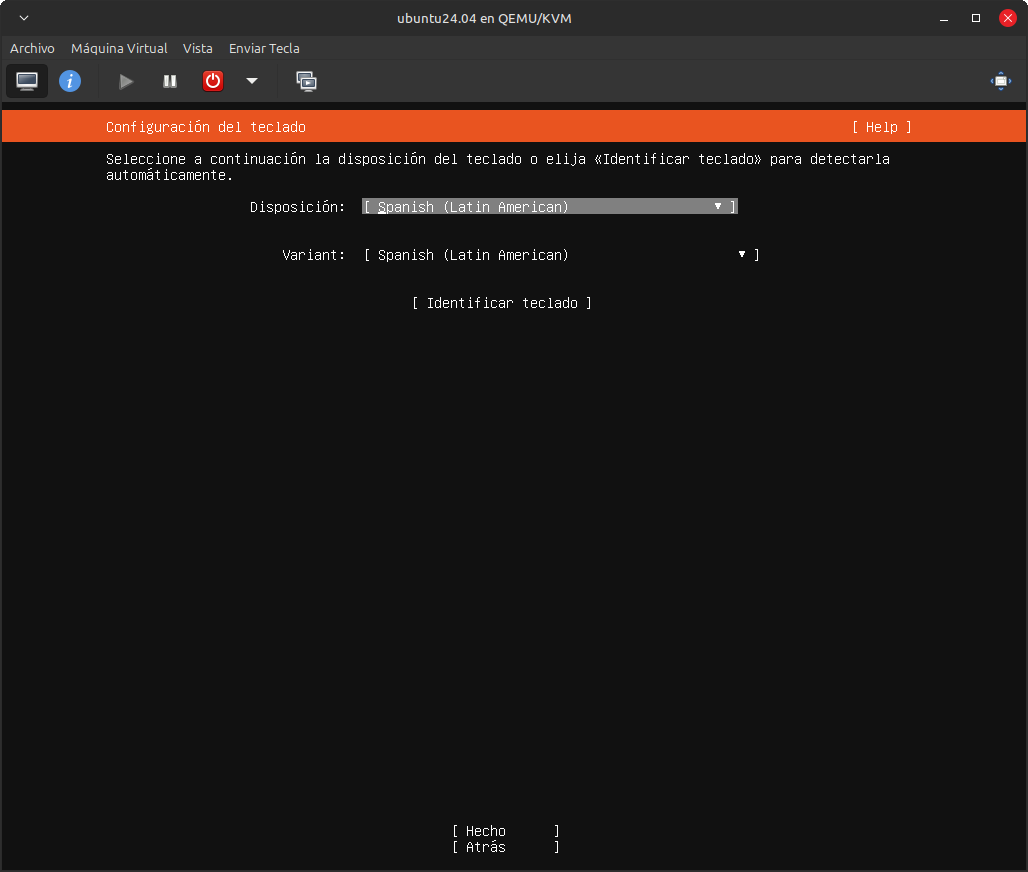 ubuntu24.04 en QEMU/KVM
Archivo Máquina Virtual Vista Enviar Tecla
Configuración del teclado [ Help ]
Seleccione a continuación la disposición del teclado o elija «Identificar teclado» para detectarla
automáticamente.
Disposición: [ Spanish (Latin American) ▾ ]
Variant: [ Spanish (Latin American) ▾ ]
[ Identificar teclado ]
[ Hecho ]
[ Atrás ]